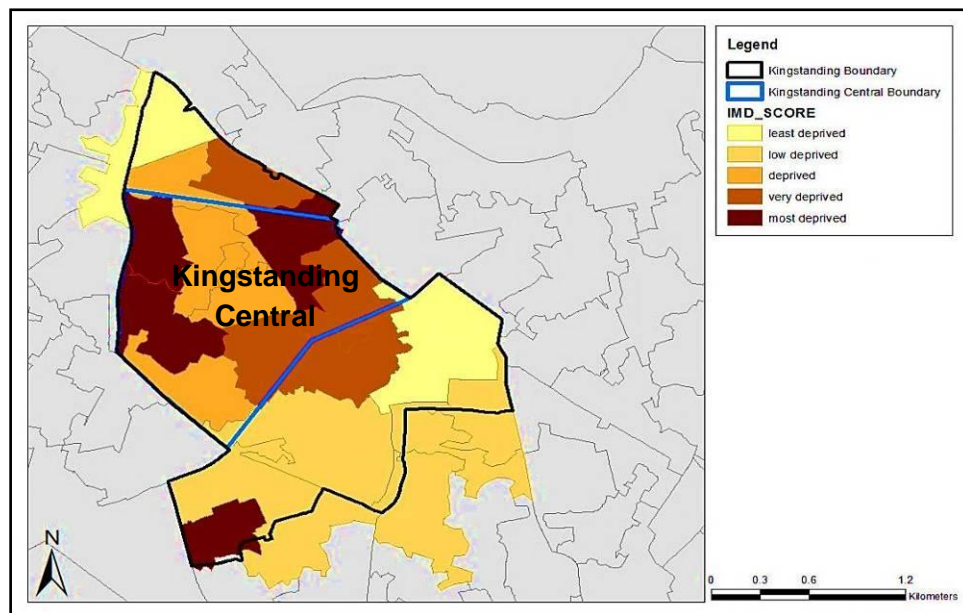 Legend
Kingstanding Boundary
Kingstanding Central Boundary
IMD_SCORE
least deprived
low deprived
deprived
very deprived
most deprived
Kingstanding
Central
N
0 0.3 0.6 1.2
Kilometers